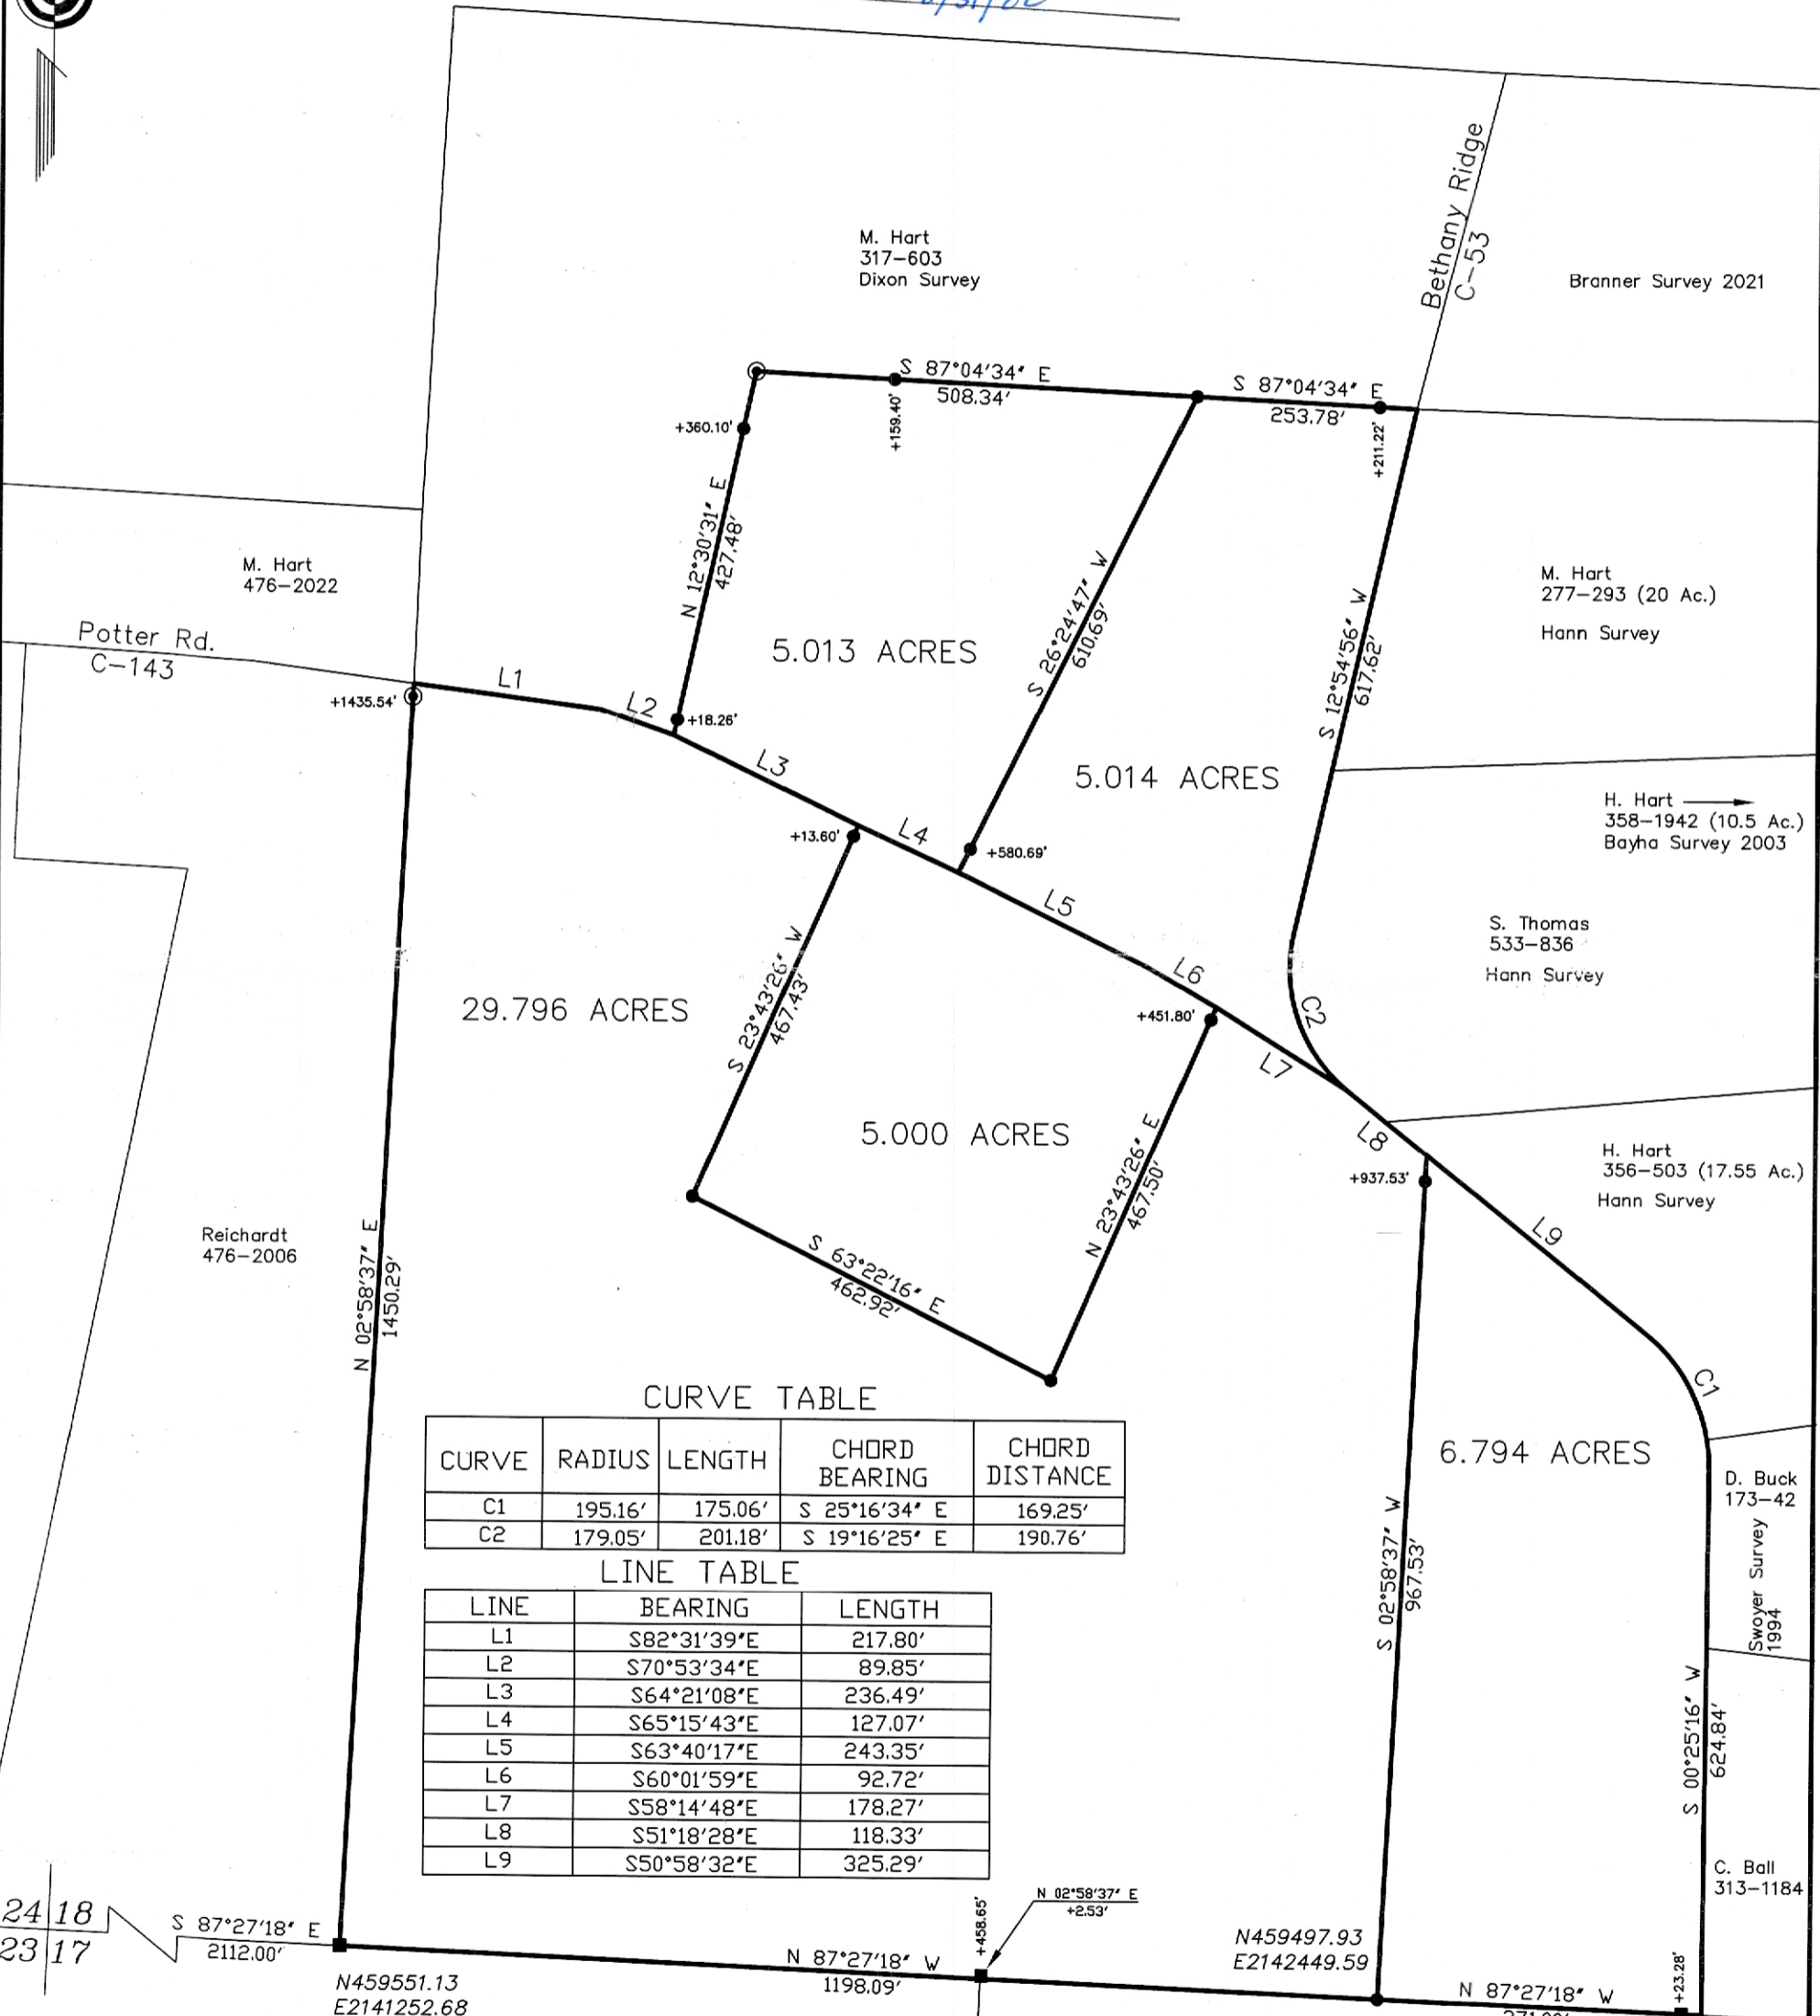 M. Hart
317-603
Dixon Survey
Bethany Ridge
C-53
Branner Survey 2021
S 87°04'34" E
508.34'
S 87°04'34" E
253.78'
+360.10'
+159.40'
+211.22'
N 12°30'31" E
427.48'
M. Hart
476-2022
S 26°24'47" W
610.69'
M. Hart
277-293 (20 Ac.)
Hann Survey
S 12°54'56" W
617.62'
Potter Rd.
C-143
5.013 ACRES
L1
+1435.54'
L2
+18.26'
L3
5.014 ACRES
H. Hart
358-1942 (10.5 Ac.)
Bayha Survey 2003
+13.60'
L4
+580.69'
L5
S. Thomas
533-836
Hann Survey
L6
29.796 ACRES
S 23°43'26" W
467.43'
+451.80'
C2
L7
5.000 ACRES
L8
N 23°43'26" E
467.50'
+937.53'
H. Hart
356-503 (17.55 Ac.)
Hann Survey
L9
Reichardt
476-2006
N 02°58'37" E
1450.29'
S 63°22'16" E
462.92'
C1
CURVE TABLE
CURVE RADIUS LENGTH CHORD BEARING CHORD DISTANCE
C1 195.16' 175.06' S 25°16'34" E 169.25'
C2 179.05' 201.18' S 19°16'25" E 190.76'
6.794 ACRES
D. Buck
173-42
Swoyer Survey
1994
S 02°58'37" W
967.53'
LINE TABLE
LINE BEARING LENGTH
L1 S82°31'39"E 217.80'
L2 S70°53'34"E 89.85'
L3 S64°21'08"E 236.49'
L4 S65°15'43"E 127.07'
L5 S63°40'17"E 243.35'
L6 S60°01'59"E 92.72'
L7 S58°14'48"E 178.27'
L8 S51°18'28"E 118.33'
L9 S50°58'32"E 325.29'
S 00°25'16" W
624.84'
C. Ball
313-1184
24 18
23 17
S 87°27'18" E
2112.00'
N 02°58'37" E
+2.53'
+458.65'
N 87°27'18" W
1198.09'
N459497.93
E2142449.59
N459551.13
E2141252.68
N 87°27'18" W
+23.28'